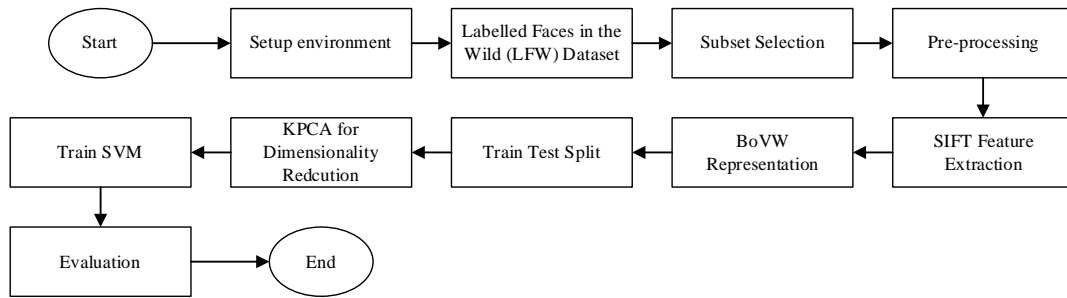 Start
Setup environment
Labelled Faces in the
Wild (LFW) Dataset
Subset Selection
Pre-processing
Train SVM
KPCA for
Dimensionality
Redcution
Train Test Split
BoVW
Representation
SIFT Feature
Extraction
Evaluation
End